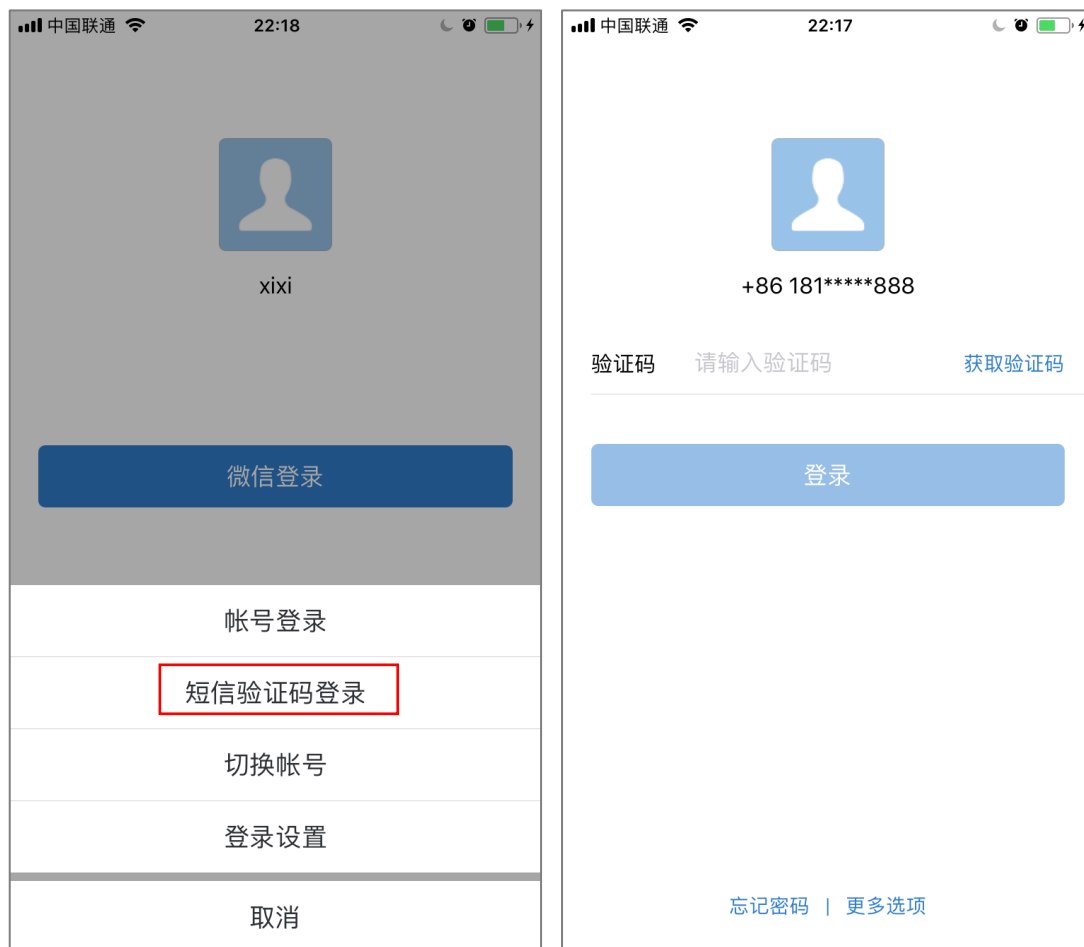 中国联通 22:18
xixi
微信登录
帐号登录
短信验证码登录
切换帐号
登录设置
取消
中国联通 22:17
+86 181*****888
验证码 请输入验证码 获取验证码
登录
忘记密码 | 更多选项